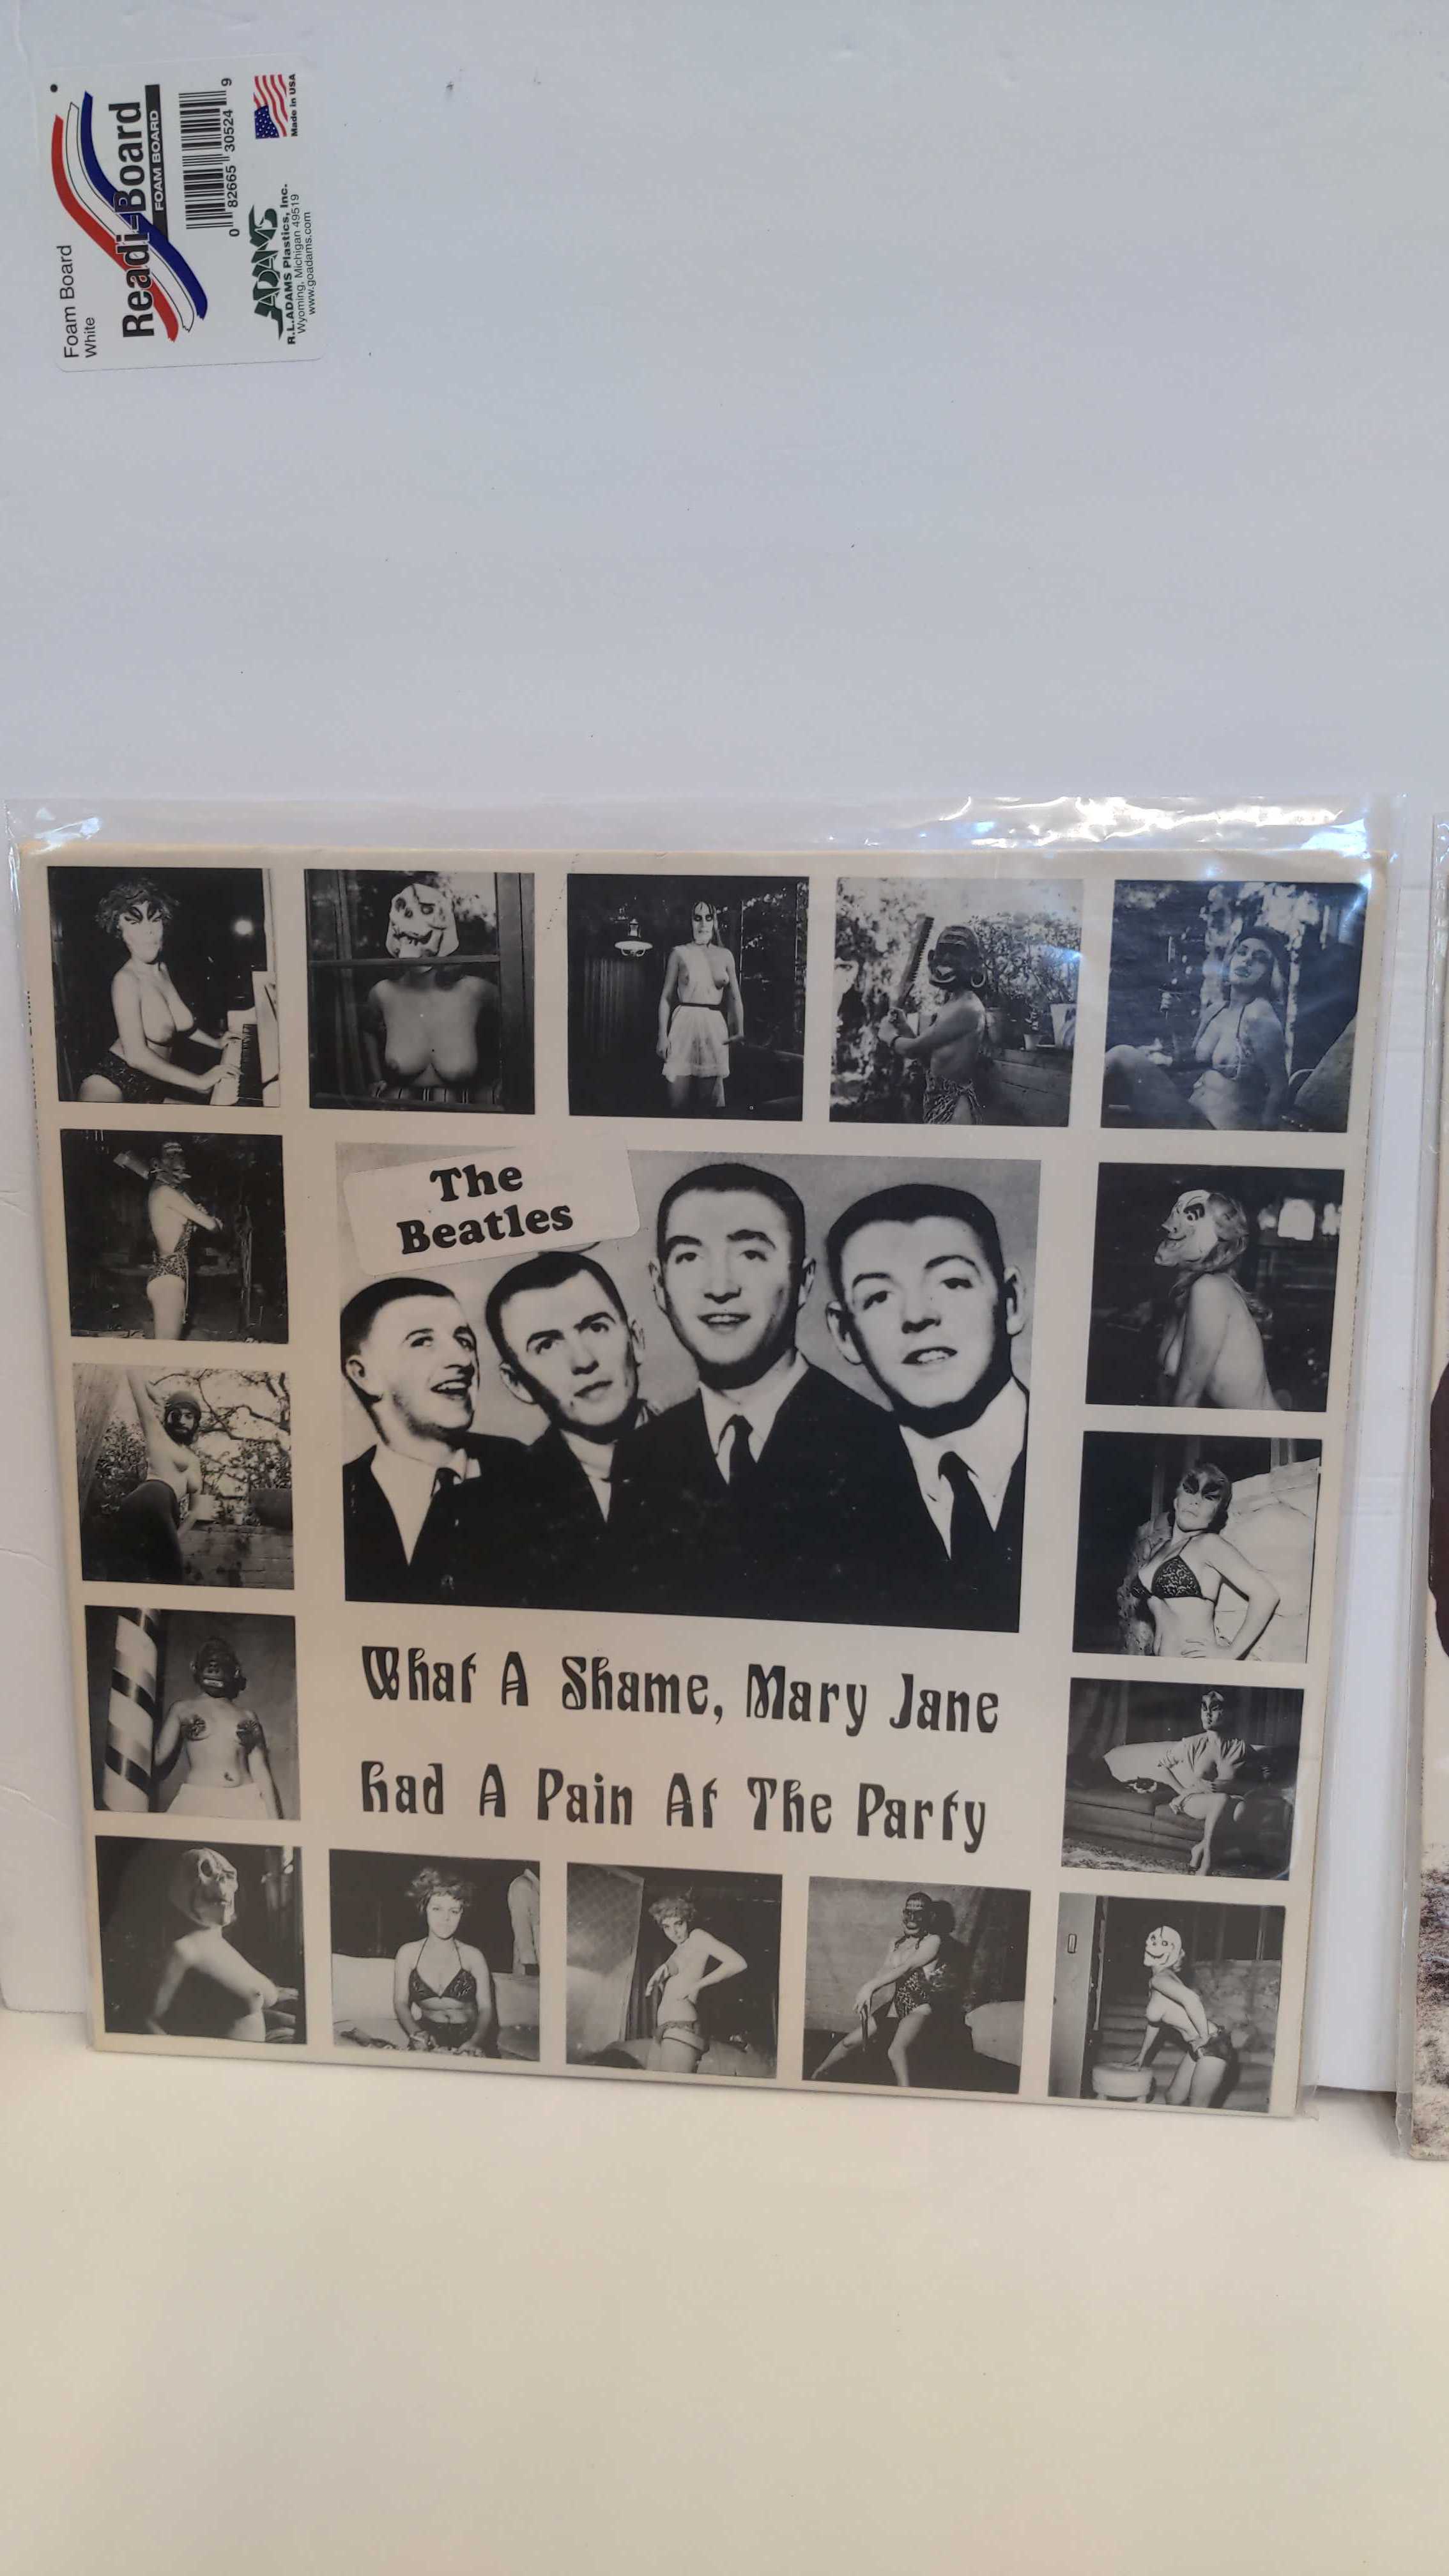 Foam Board
White
Readi-Board
FOAM BOARD
0 82665 30524 9
ADAMS
R.L.ADAMS Plastics, Inc.
Wyoming, Michigan 49519
www.goadams.com
Made in USA
The
Beatles
What A Shame, Mary Jane
had A Pain At The Party